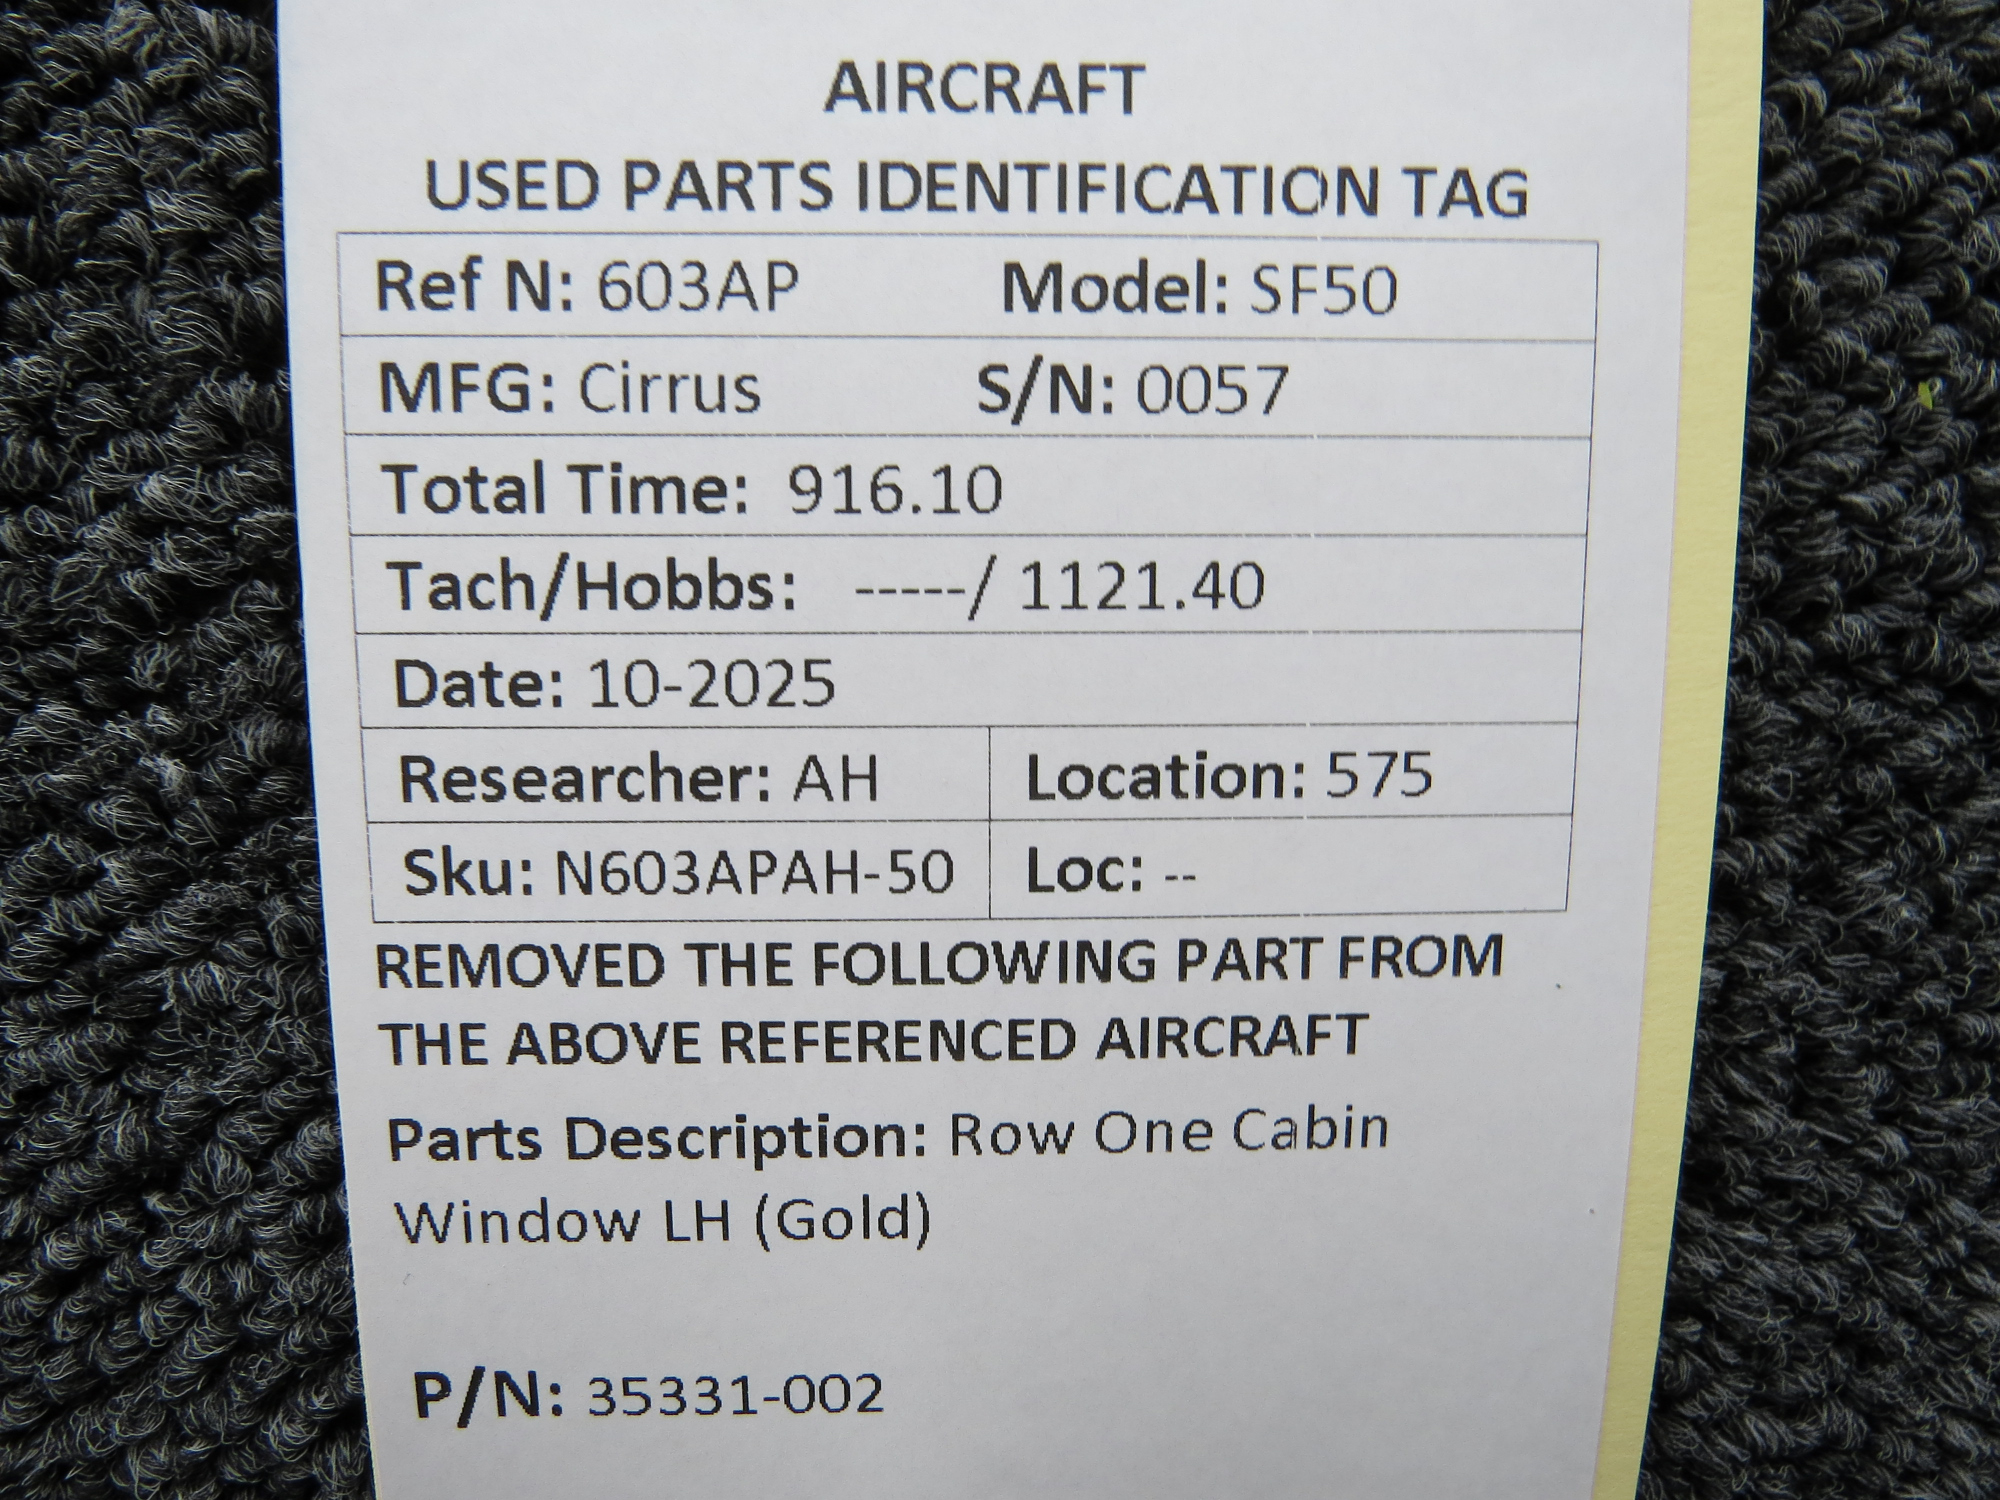 AIRCRAFT
USED PARTS IDENTIFICATION TAG
Ref N: 603AP Model: SF50
MFG: Cirrus S/N: 0057
Total Time: 916.10
Tach/Hobbs: -----/ 1121.40
Date: 10-2025
Researcher: AH Location: 575
Sku: N603APAH-50 Loc: --
REMOVED THE FOLLOWING PART FROM
THE ABOVE REFERENCED AIRCRAFT
Parts Description: Row One Cabin
Window LH (Gold)
P/N: 35331-002